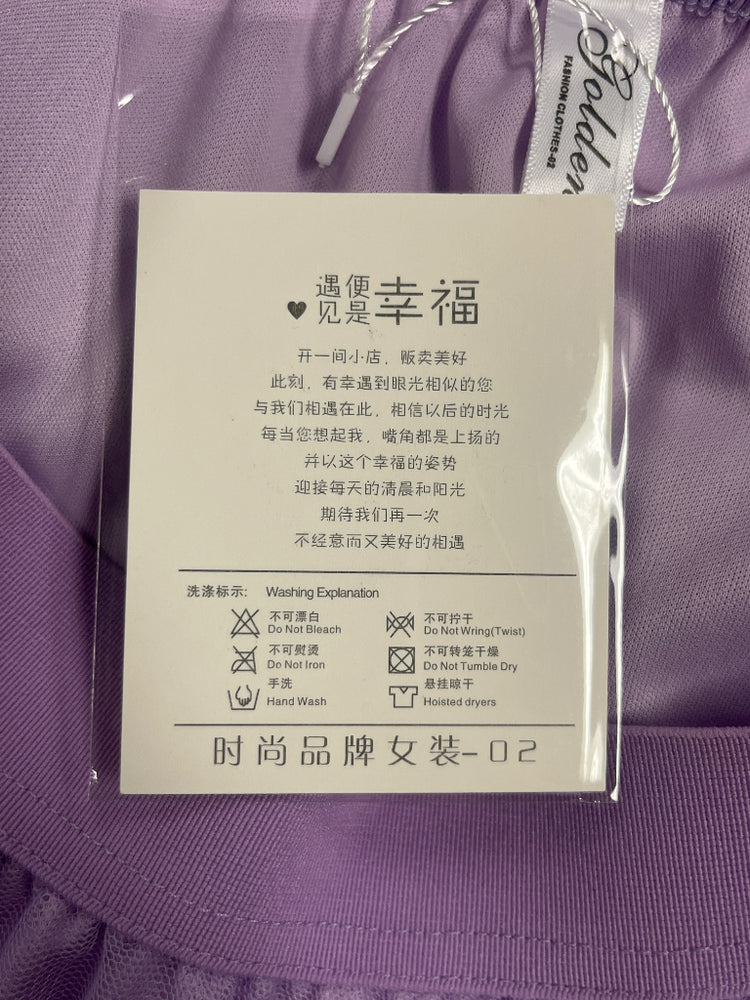 Golden
FASHION CLOTHES-02
遇见便是幸福
开一间小店，贩卖美好
此刻，有幸遇到眼光相似的您
与我们相遇在此，相信以后的时光
每当您想起我，嘴角都是上扬的
并以这个幸福的姿势
迎接每天的清晨和阳光
期待我们再一次
不经意而又美好的相遇
洗涤标示: Washing Explanation
不可漂白 不可拧干
Do Not Bleach Do Not Wring(Twist)
不可熨烫 不可转笼干燥
Do Not Iron Do Not Tumble Dry
手洗 悬挂晾干
Hand Wash Hoisted dryers
时尚品牌女装-02